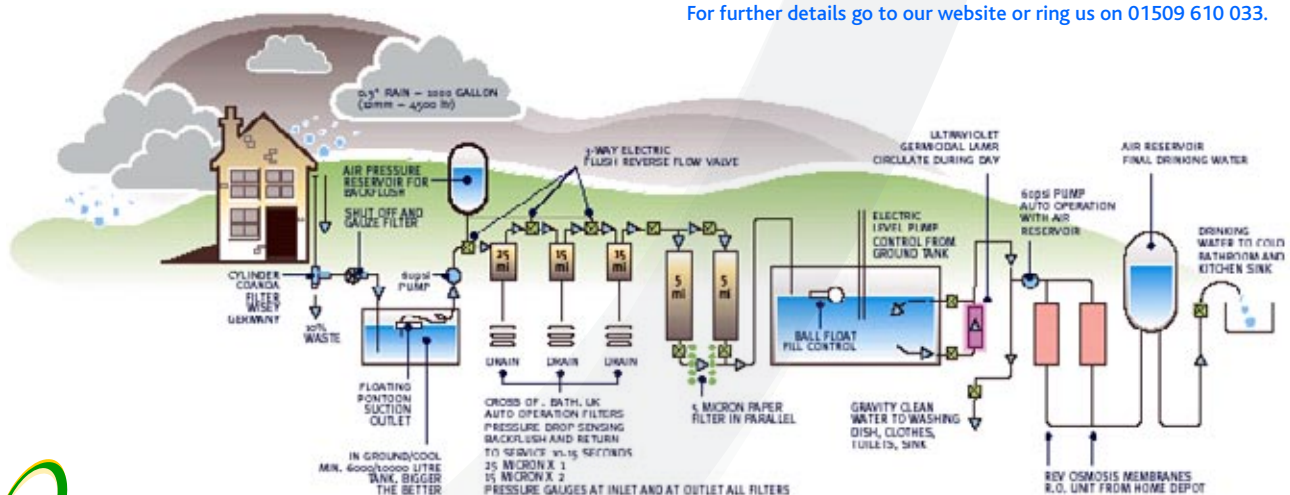 For further details go to our website or ring us on 01509 610 033.
0.5" RAIN – 1000 GALLON
(12mm – 4500 ltr)
3-WAY ELECTRIC
FLUSH REVERSE FLOW VALVE
ULTRAVIOLET
GERMIODAL LAMP
CIRCULATE DURING DAY
AIR RESERVOIR
FINAL DRINKING WATER
AIR PRESSURE
RESERVOIR FOR
BACKFLUSH
SHUT OFF AND
GAUZE FILTER
60psi PUMP
AUTO OPERATION
WITH AIR
RESERVOIR
ELECTRIC
LEVEL PUMP
CONTROL FROM
GROUND TANK
DRINKING
WATER TO COLD
BATHROOM AND
KITCHEN SINK
CYLINDER
COANDA
FILTER
WISEY
GERMANY
60psi
PUMP
25
mi
15
mi
15
mi
5
mi
5
mi
10%
WASTE
BALL FLOAT
FILL CONTROL
DRAIN
DRAIN
DRAIN
FLOATING
PONTOON
SUCTION
OUTLET
CROSS OF . BATH. UK
AUTO OPERATION FILTERS
PRESSURE DROP SENSING
BACKFLUSH AND RETURN
TO SERVICE 10-15 SECONDS
25 MICRON X 1
15 MICRON X 2
PRESSURE GAUGES AT INLET AND AT OUTLET ALL FILTERS
5 MICRON PAPER
FILTER IN PARALLEL
GRAVITY CLEAN
WATER TO WASHING
DISH, CLOTHES,
TOILETS, SINK
IN GROUND/COOL
MIN. 6000/10000 LITRE
TANK. BIGGER
THE BETTER
REV OSMOSIS MEMBRANES
R.O. UNIT FROM HOME DEPOT